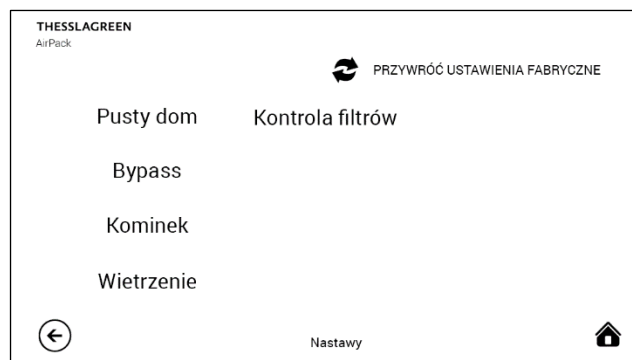 THESSLAGREEN
AirPack
PRZYWRÓĆ USTAWIENIA FABRYCZNE
Pusty dom
Kontrola filtrów
Bypass
Kominek
Wietrzenie
Nastawy